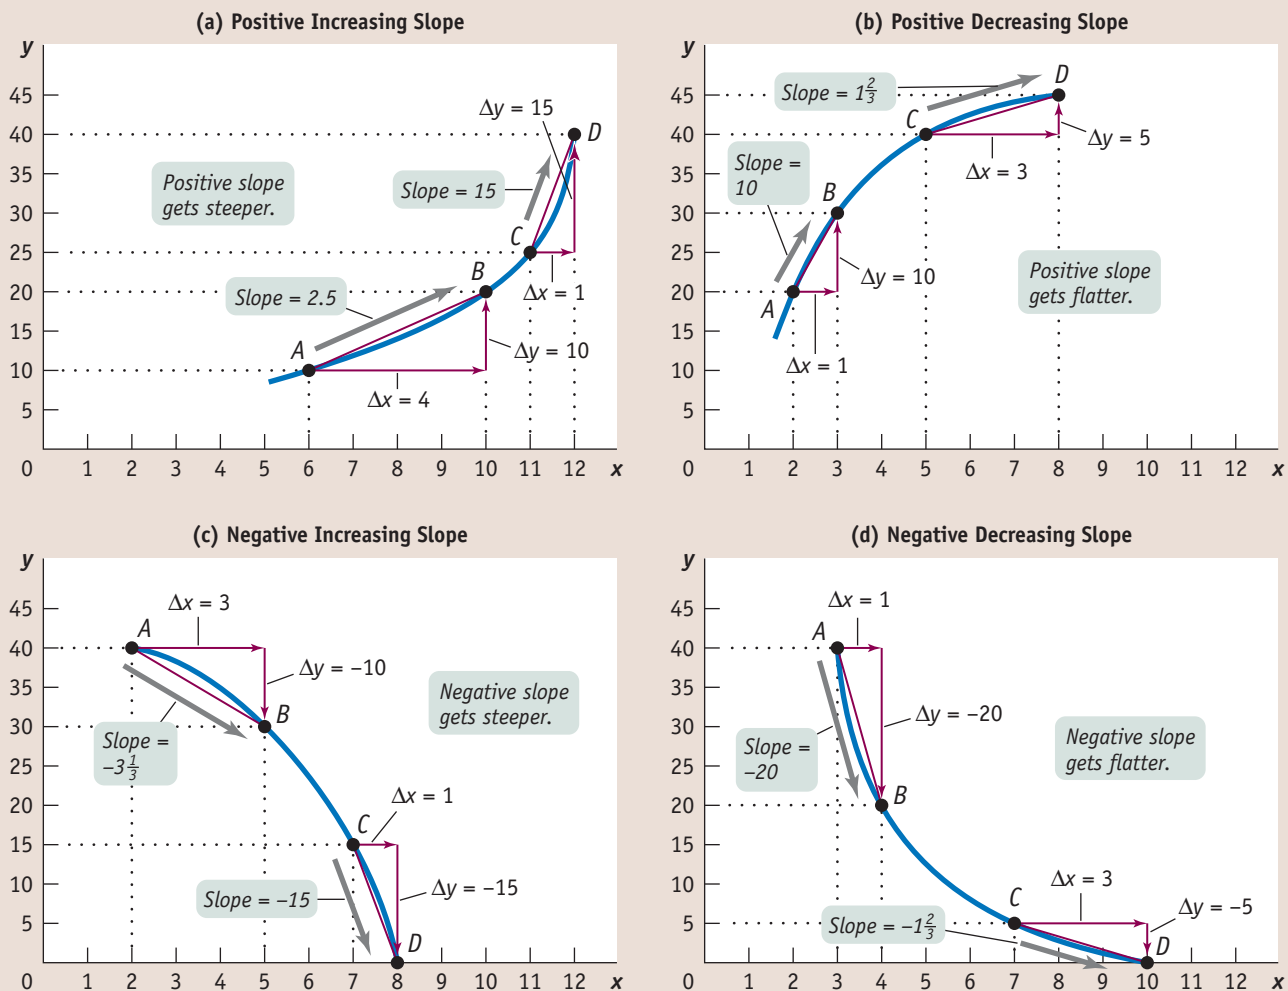 (a) Positive Increasing Slope
y
45
40
35
30
25
20
15
10
5
0
1 2 3 4 5 6 7 8 9 10 11 12 x
Δy = 15
D
Positive slope
gets steeper.
Slope = 15
C
B
Δx = 1
Slope = 2.5
A
Δy = 10
Δx = 4
(b) Positive Decreasing Slope
y
45
40
35
30
25
20
15
10
5
0
1 2 3 4 5 6 7 8 9 10 11 12 x
D
Slope = 1 2/3
C
Δy = 5
Slope =
10
Δx = 3
B
Δy = 10
Positive slope
gets flatter.
A
Δx = 1
(c) Negative Increasing Slope
y
45
40
35
30
25
20
15
10
5
0
1 2 3 4 5 6 7 8 9 10 11 12 x
Δx = 3
A
Δy = –10
Negative slope
gets steeper.
B
Slope =
–3 1/3
Δx = 1
C
Slope = –15
Δy = –15
D
(d) Negative Decreasing Slope
y
45
40
35
30
25
20
15
10
5
0
1 2 3 4 5 6 7 8 9 10 11 12 x
Δx = 1
A
Δy = –20
Slope =
–20
Negative slope
gets flatter.
B
Δx = 3
C
Δy = –5
Slope = –1 2/3
D